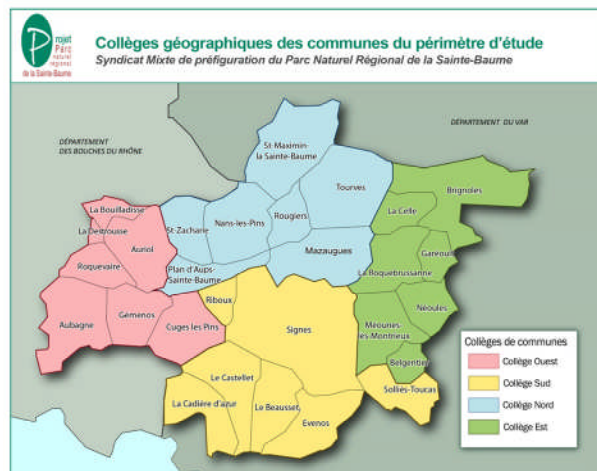 Projet
Parc
naturel
régional
de la Sainte-Baume
Collèges géographiques des communes du périmètre d'étude
Syndicat Mixte de préfiguration du Parc Naturel Régional de la Sainte-Baume
DÉPARTEMENT
DES BOUCHES DU RHÔNE
DÉPARTEMENT DU VAR
St-Maximin-
la Sainte-Baume
Tourves
Brignoles
La Celle
La Bouilladisse
La Destrousse
Auriol
St-Zacharie
Nans-les-Pins
Rougiers
Garéoult
Roquevaire
Plan d'Aups-
Sainte-Baume
Mazaugues
La Roquebrussanne
Riboux
Néoules
Aubagne
Gémenos
Cuges les Pins
Signes
Méounes-
les-Montrieux
Belgentier
Le Castellet
Solliès-Toucas
La Cadière d'azur
Le Beausset
Evenos
Collèges de communes
Collège Ouest
Collège Sud
Collège Nord
Collège Est